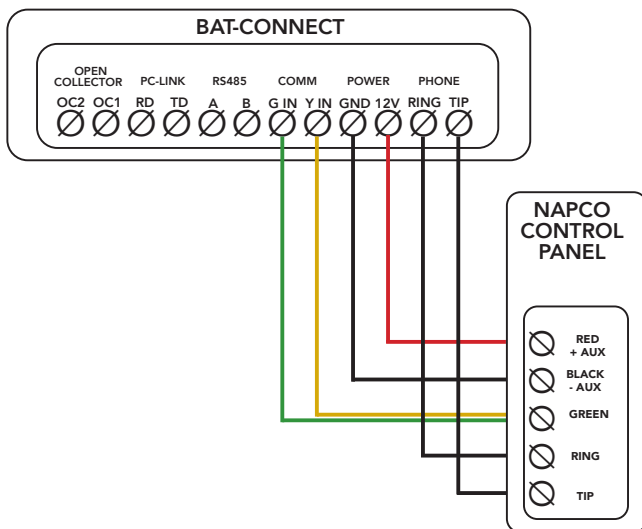 BAT-CONNECT
OPEN
COLLECTOR PC-LINK RS485 COMM POWER PHONE
OC2 OC1 RD TD A B G IN Y IN GND 12V RING TIP
NAPCO
CONTROL
PANEL
RED
+ AUX
BLACK
- AUX
GREEN
RING
TIP